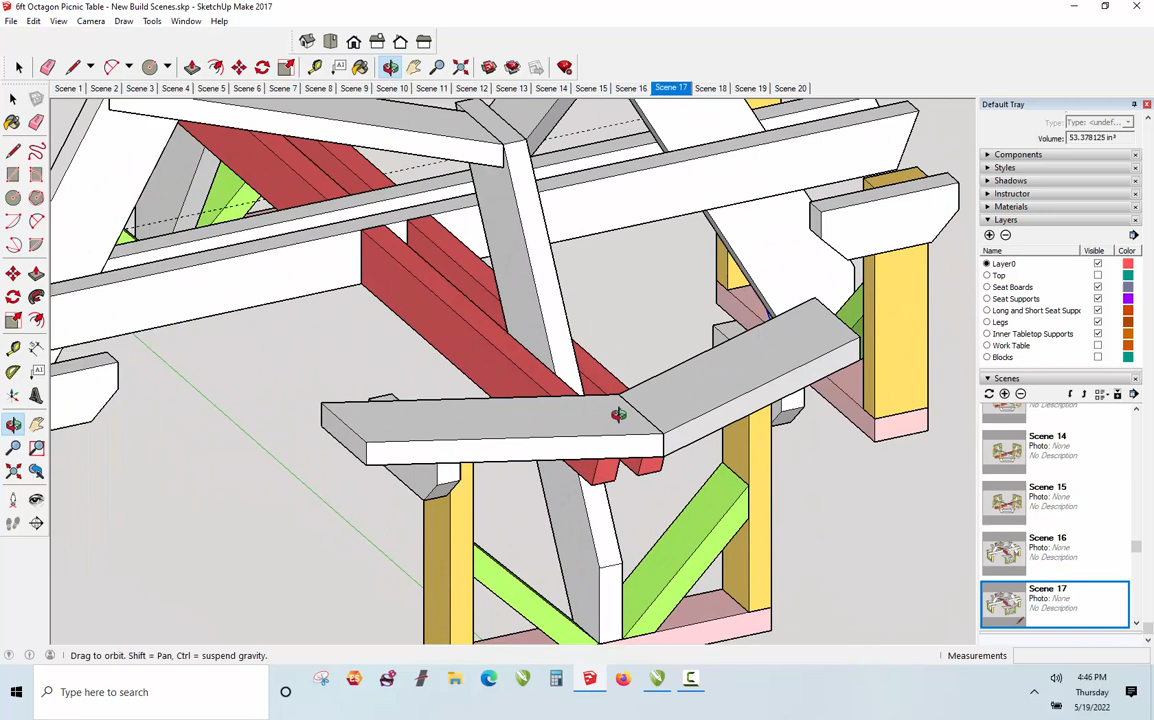 6ft Octagon Picnic Table - New Build Scenes.skp - SketchUp Make 2017
File Edit View Camera Draw Tools Window Help
Scene 1 Scene 2 Scene 3 Scene 4 Scene 5 Scene 6 Scene 7 Scene 8 Scene 9 Scene 10 Scene 11 Scene 12 Scene 13 Scene 14 Scene 15 Scene 16 Scene 17 Scene 18 Scene 19 Scene 20
Default Tray
Type: Type: <undef...
Volume: 53.378125 in³
Components
Styles
Shadows
Instructor
Materials
Layers
Name Visible Color
Layer0
Top
Seat Boards
Seat Supports
Long and Short Seat Suppo
Legs
Inner Tabletop Supports
Work Table
Blocks
Scenes
No Description
Scene 14
Photo: None
No Description
Scene 15
Photo: None
No Description
Scene 16
Photo: None
No Description
Scene 17
Photo: None
No Description
Drag to orbit. Shift = Pan, Ctrl = suspend gravity.
Measurements
Type here to search
4:46 PM
Thursday
5/19/2022